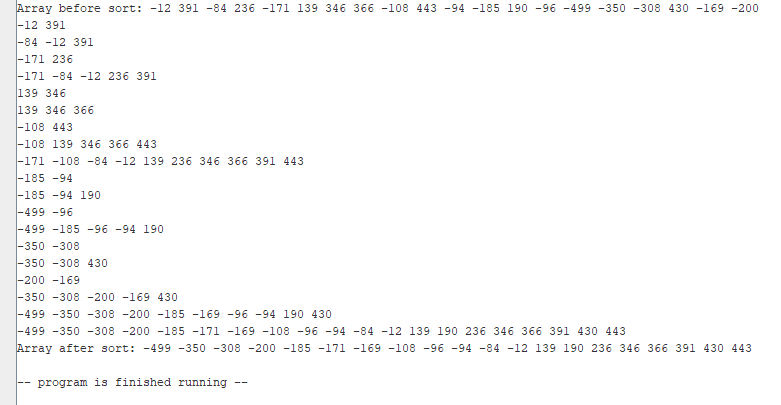 Array before sort: -12 391 -84 236 -171 139 346 366 -108 443 -94 -185 190 -96 -499 -350 -308 430 -169 -200
-12 391
-84 -12 391
-171 236
-171 -84 -12 236 391
139 346
139 346 366
-108 443
-108 139 346 366 443
-171 -108 -84 -12 139 236 346 366 391 443
-185 -94
-185 -94 190
-499 -96
-499 -185 -96 -94 190
-350 -308
-350 -308 430
-200 -169
-350 -308 -200 -169 430
-499 -350 -308 -200 -185 -169 -96 -94 190 430
-499 -350 -308 -200 -185 -171 -169 -108 -96 -94 -84 -12 139 190 236 346 366 391 430 443
Array after sort: -499 -350 -308 -200 -185 -171 -169 -108 -96 -94 -84 -12 139 190 236 346 366 391 430 443
-- program is finished running --